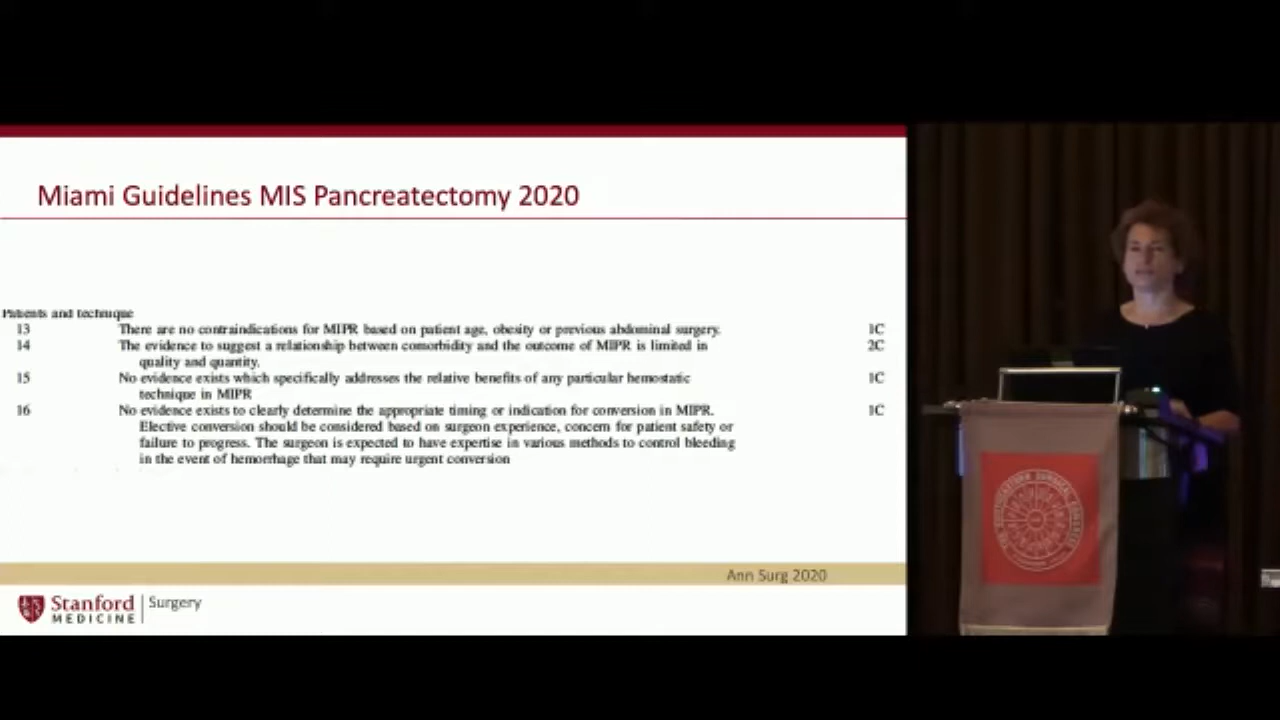 Miami Guidelines MIS Pancreatectomy 2020
Patients and technique
13 There are no contraindications for MIPR based on patient age, obesity or previous abdominal surgery. 1C
14 The evidence to suggest a relationship between comorbidity and the outcome of MIPR is limited in 2C
quality and quantity.
15 No evidence exists which specifically addresses the relative benefits of any particular hemostatic 1C
technique in MIPR
16 No evidence exists to clearly determine the appropriate timing or indication for conversion in MIPR. 1C
Elective conversion should be considered based on surgeon experience, concern for patient safety or
failure to progress. The surgeon is expected to have expertise in various methods to control bleeding
in the event of hemorrhage that may require urgent conversion
Ann Surg 2020
Stanford
MEDICINE
Surgery
THE SOUTHEASTERN SURGICAL CONGRESS